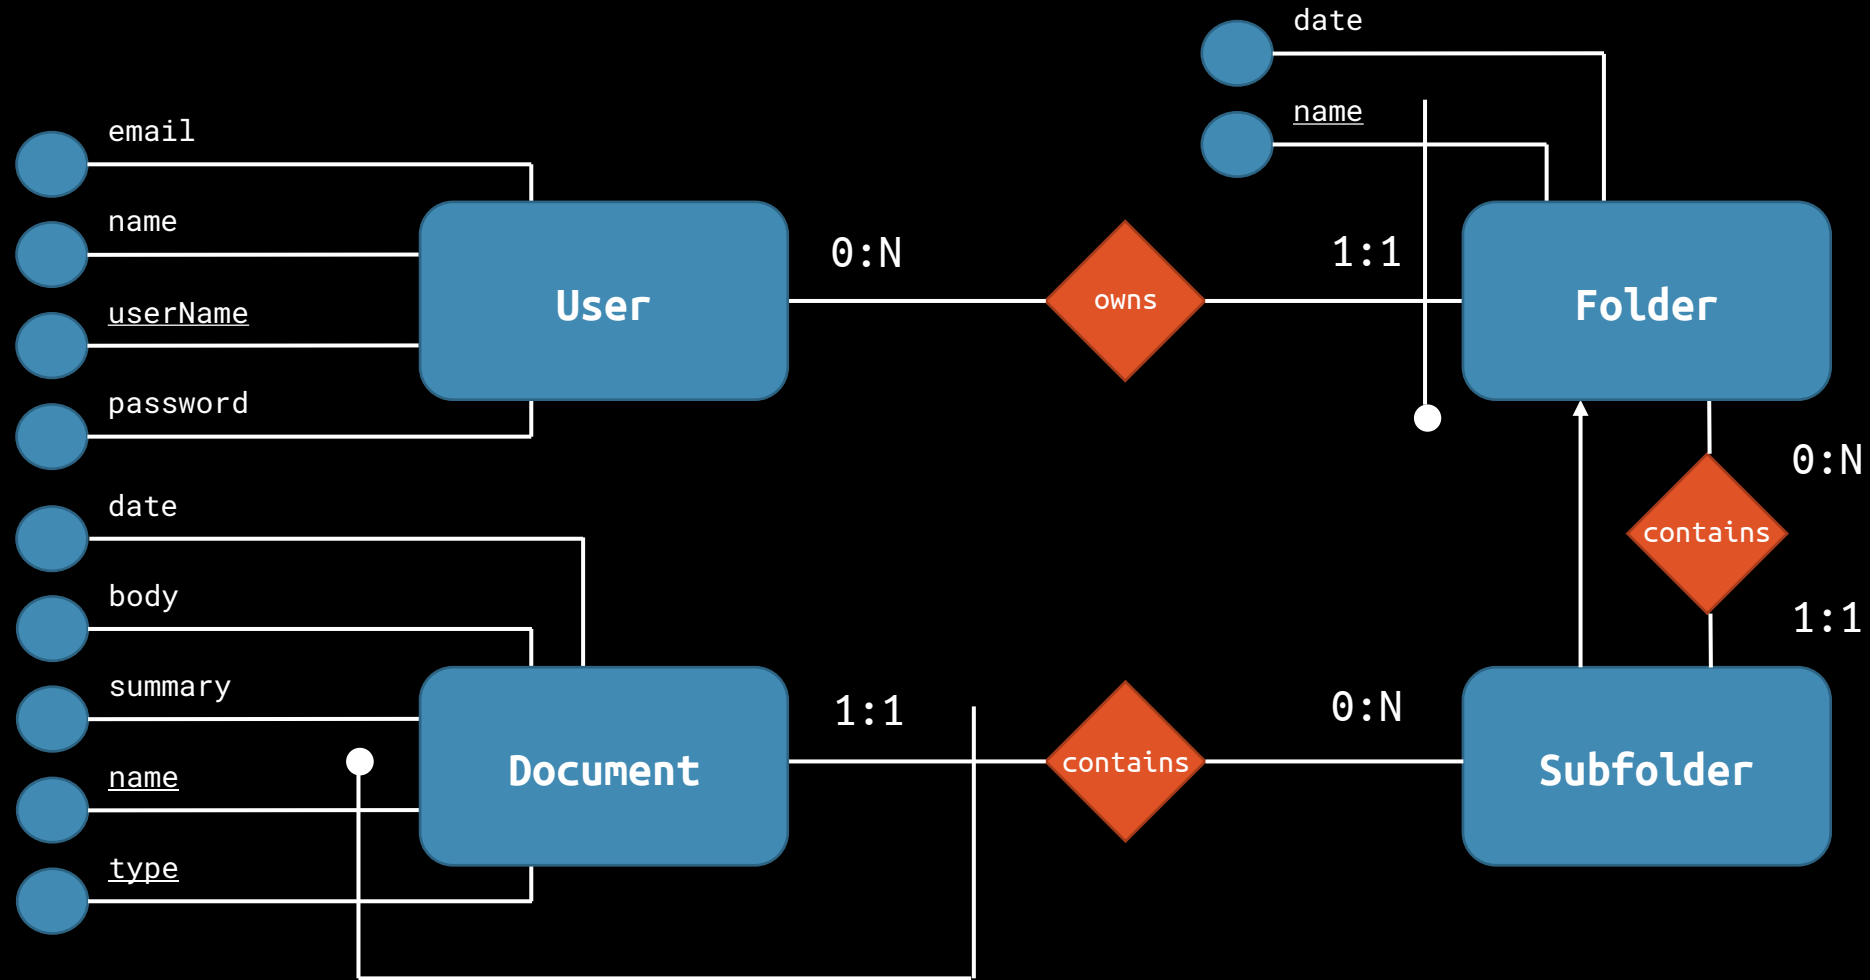 date
name
email
name
userName
password
User
0:N
owns
1:1
Folder
0:N
contains
1:1
date
body
summary
name
type
Document
1:1
contains
0:N
Subfolder